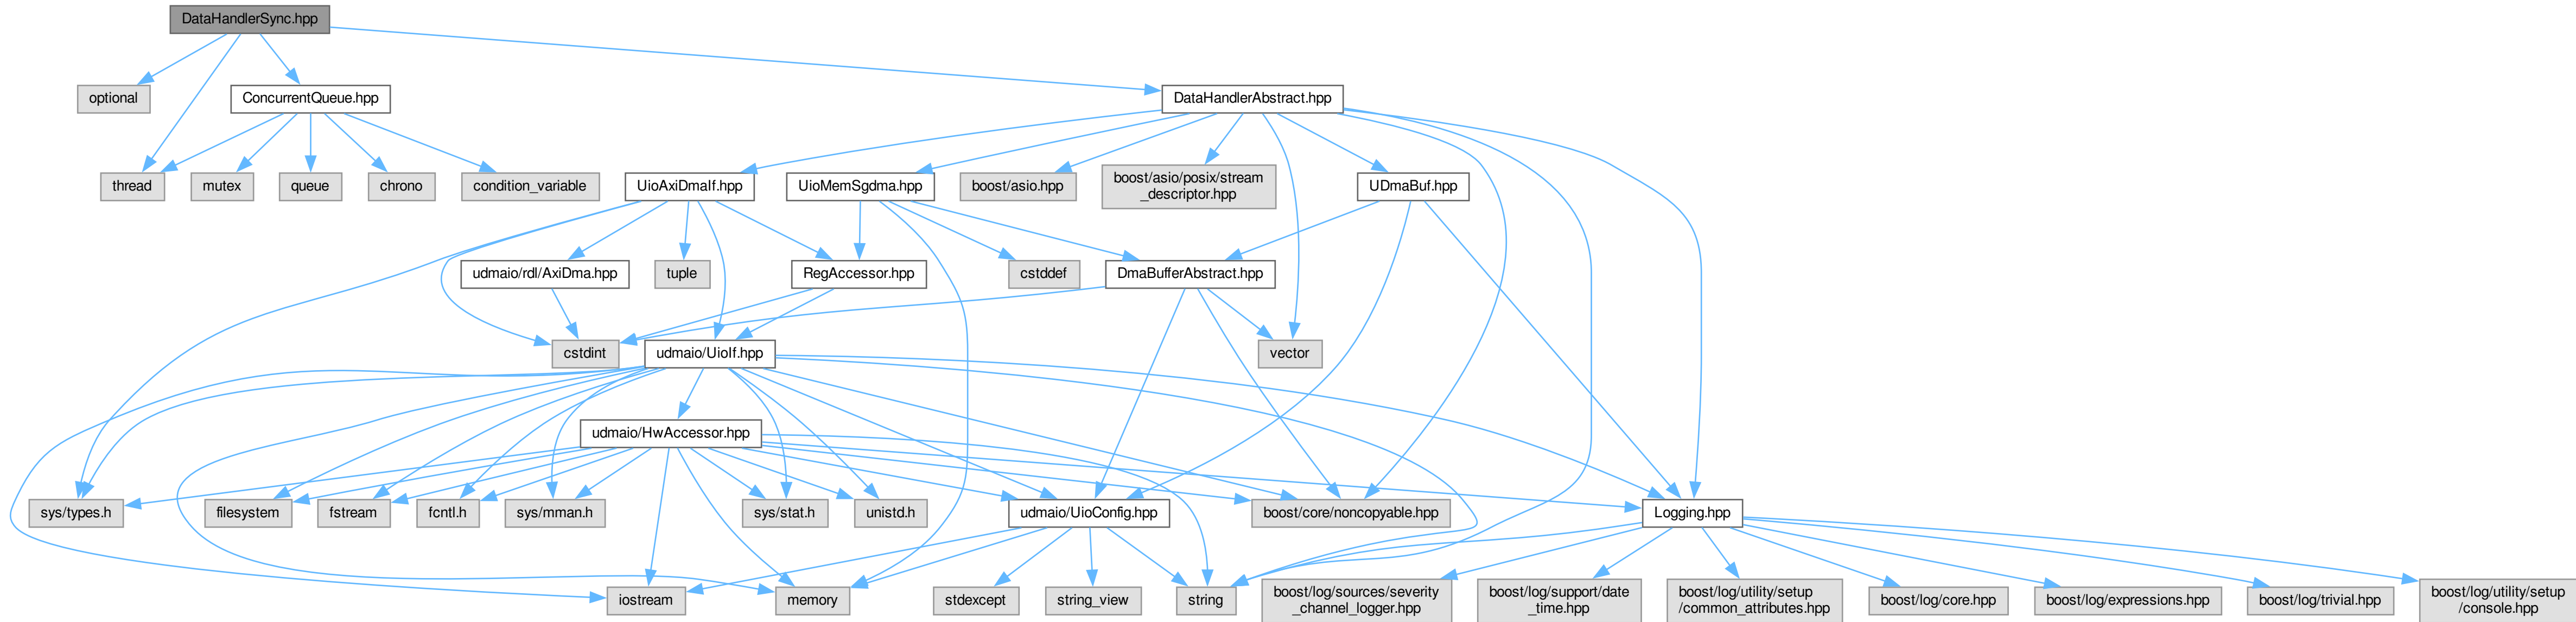 DataHandlerSync.hpp
optional
ConcurrentQueue.hpp
DataHandlerAbstract.hpp
thread
mutex
queue
chrono
condition_variable
UioAxiDmaIf.hpp
UioMemSgdma.hpp
boost/asio.hpp
boost/asio/posix/stream
_descriptor.hpp
UDmaBuf.hpp
udmaio/rdl/AxiDma.hpp
tuple
RegAccessor.hpp
cstddef
DmaBufferAbstract.hpp
cstdint
udmaio/UioIf.hpp
vector
udmaio/HwAccessor.hpp
sys/types.h
filesystem
fstream
fcntl.h
sys/mman.h
sys/stat.h
unistd.h
udmaio/UioConfig.hpp
boost/core/noncopyable.hpp
Logging.hpp
iostream
memory
stdexcept
string_view
string
boost/log/sources/severity
_channel_logger.hpp
boost/log/support/date
_time.hpp
boost/log/utility/setup
/common_attributes.hpp
boost/log/core.hpp
boost/log/expressions.hpp
boost/log/trivial.hpp
boost/log/utility/setup
/console.hpp